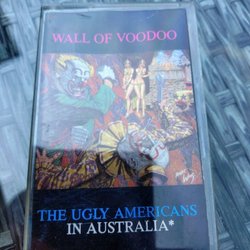 WALL OF VOODOO
THE UGLY AMERICANS
IN AUSTRALIA*